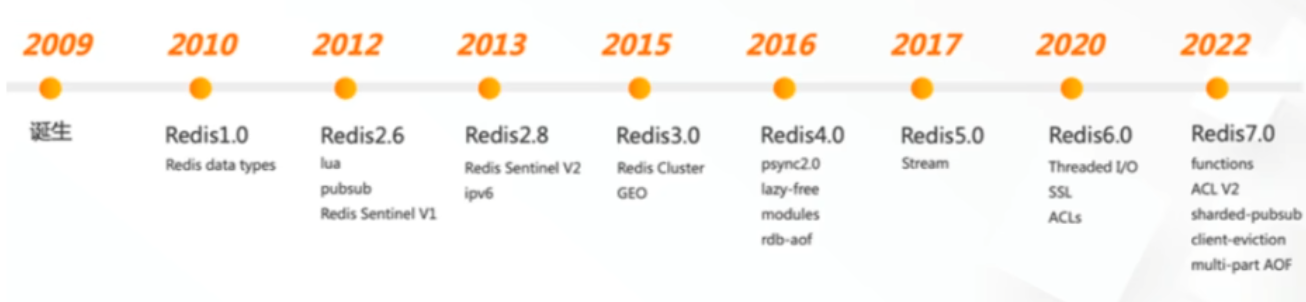 2009
诞生
2010
Redis1.0
Redis data types
2012
Redis2.6
lua
pubsub
Redis Sentinel V1
2013
Redis2.8
Redis Sentinel V2
ipv6
2015
Redis3.0
Redis Cluster
GEO
2016
Redis4.0
psync2.0
lazy-free
modules
rdb-aof
2017
Redis5.0
Stream
2020
Redis6.0
Threaded I/O
SSL
ACLs
2022
Redis7.0
functions
ACL V2
sharded-pubsub
client-eviction
multi-part AOF